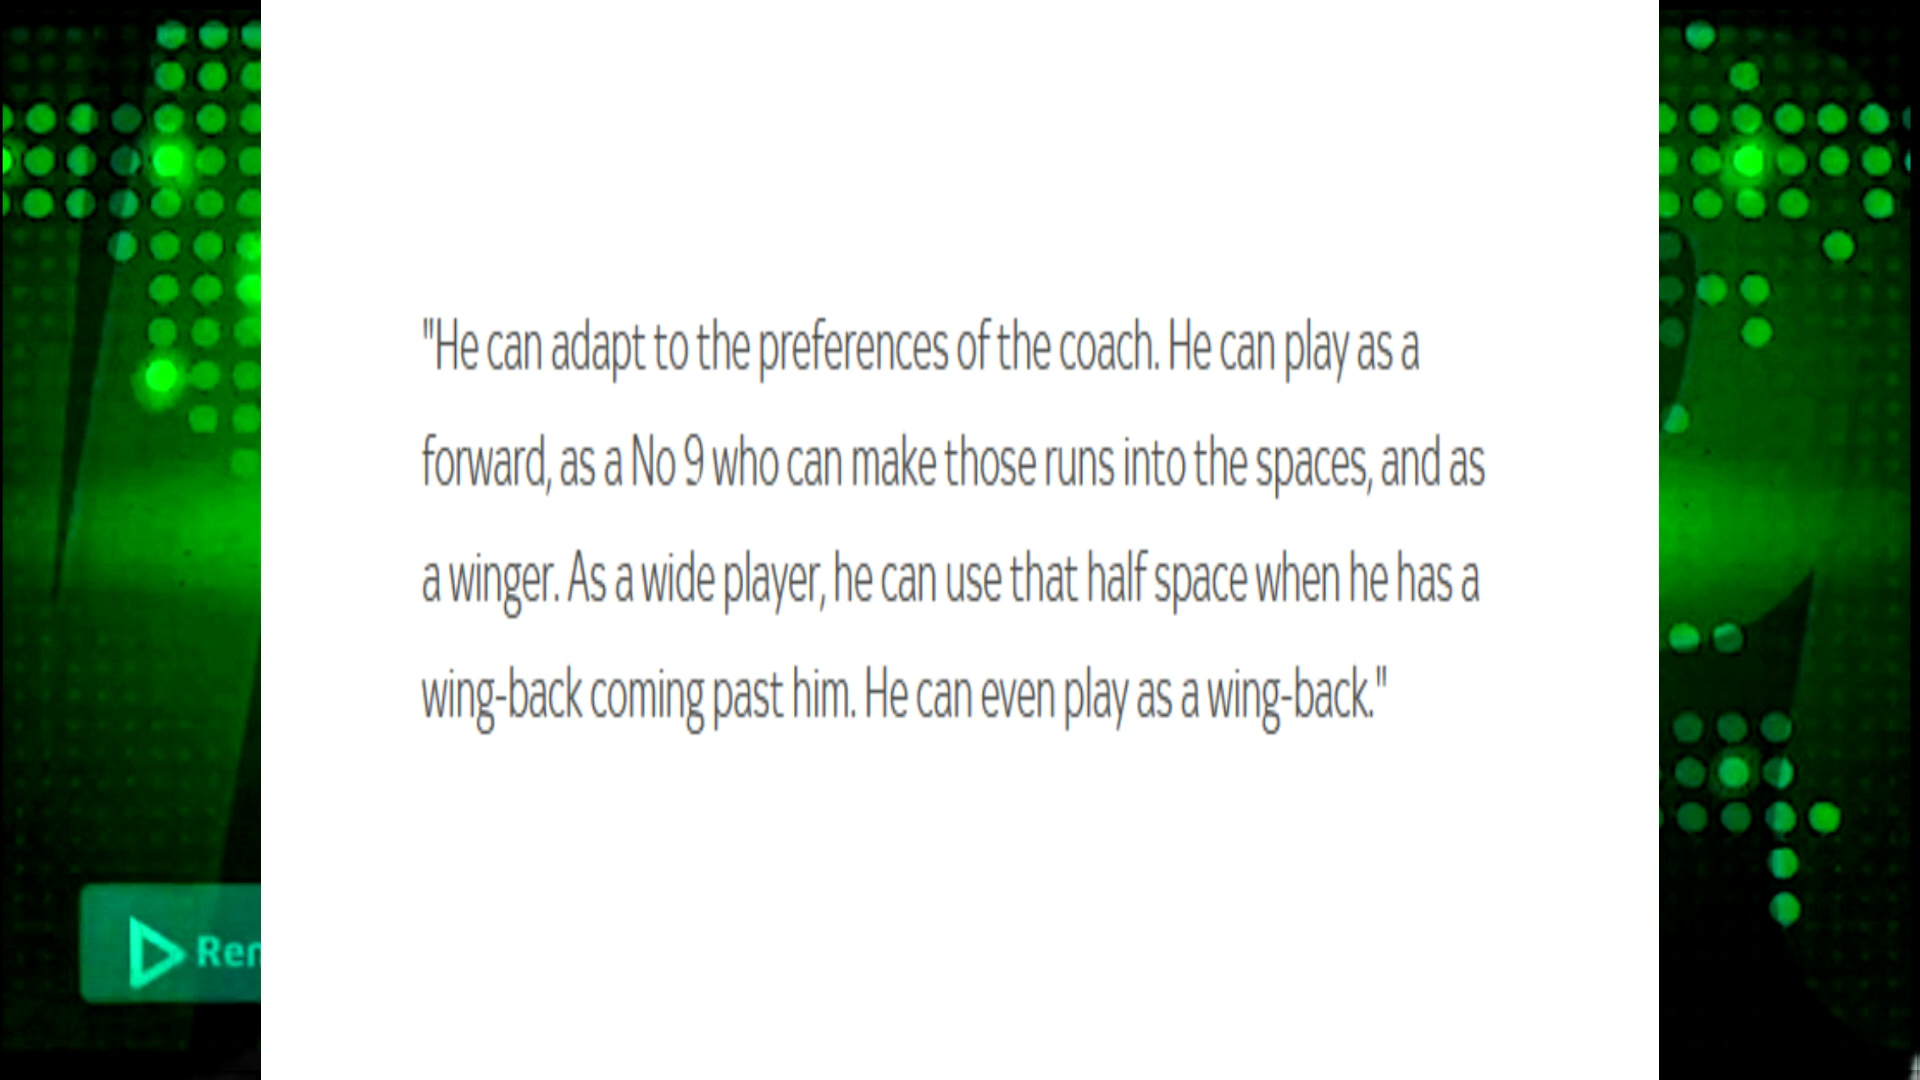 "He can adapt to the preferences of the coach. He can play as a
forward, as a No 9 who can make those runs into the spaces, and as
a winger. As a wide player, he can use that half space when he has a
wing-back coming past him. He can even play as a wing-back."
Ren